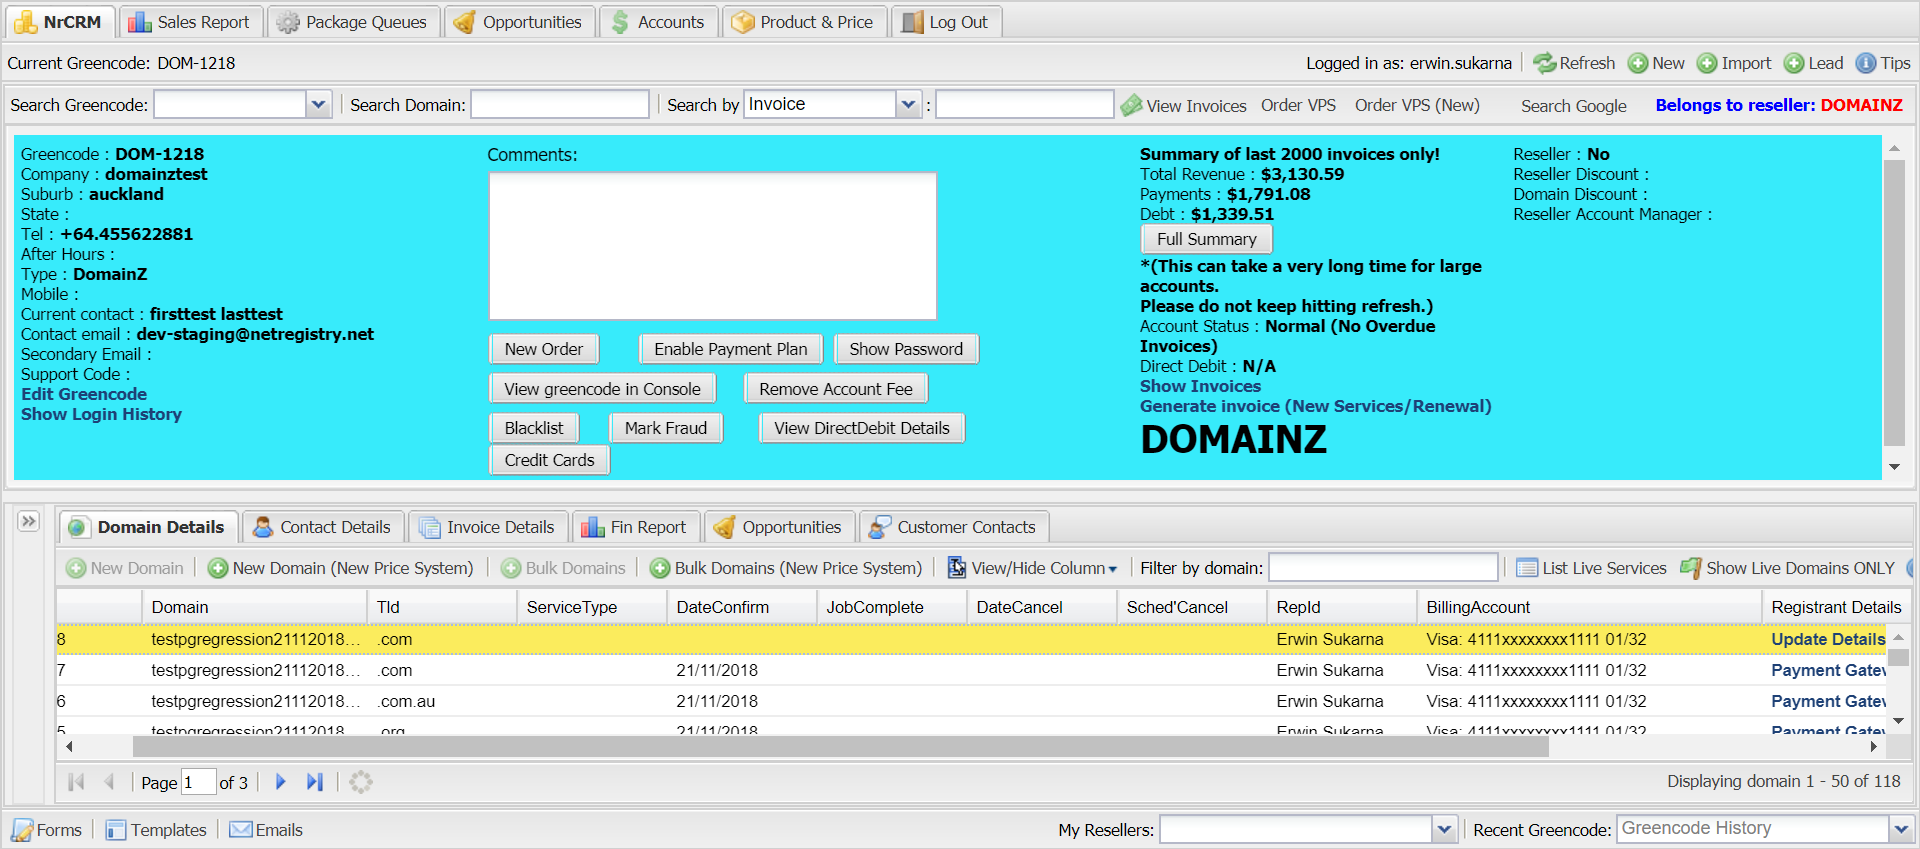 NrCRM Sales Report Package Queues Opportunities Accounts Product & Price Log Out
Current Greencode: DOM-1218 Logged in as: erwin.sukarna Refresh New Import Lead Tips
Search Greencode: Search Domain: Search by Invoice : View Invoices Order VPS Order VPS (New) Search Google Belongs to reseller: DOMAINZ
Greencode : DOM-1218
Company : domainztest
Suburb : auckland
State :
Tel : +64.455622881
After Hours :
Type : DomainZ
Mobile :
Current contact : firsttest lasttest
Contact email : dev-staging@netregistry.net
Secondary Email :
Support Code :
Edit Greencode
Show Login History
Comments:
New Order Enable Payment Plan Show Password
View greencode in Console Remove Account Fee
Blacklist Mark Fraud View DirectDebit Details
Credit Cards
Summary of last 2000 invoices only!
Total Revenue : $3,130.59
Payments : $1,791.08
Debt : $1,339.51
Full Summary
*(This can take a very long time for large
accounts.
Please do not keep hitting refresh.)
Account Status : Normal (No Overdue
Invoices)
Direct Debit : N/A
Show Invoices
Generate invoice (New Services/Renewal)
DOMAINZ
Reseller : No
Reseller Discount :
Domain Discount :
Reseller Account Manager :
Domain Details Contact Details Invoice Details Fin Report Opportunities Customer Contacts
New Domain New Domain (New Price System) Bulk Domains Bulk Domains (New Price System) View/Hide Column Filter by domain: List Live Services Show Live Domains ONLY
Domain Tld ServiceType DateConfirm JobComplete DateCancel Sched'Cancel RepId BillingAccount Registrant Details
8 testpgregression21112018... .com Erwin Sukarna Visa: 4111xxxxxxxx1111 01/32 Update Details
7 testpgregression21112018... .com 21/11/2018 Erwin Sukarna Visa: 4111xxxxxxxx1111 01/32 Payment Gatew
6 testpgregression21112018... .com.au 21/11/2018 Erwin Sukarna Visa: 4111xxxxxxxx1111 01/32 Payment Gatew
5 testpgregression21112018... .org 21/11/2018 Erwin Sukarna Visa: 4111xxxxxxxx1111 01/32 Payment Gatew
Page 1 of 3 Displaying domain 1 - 50 of 118
Forms Templates Emails My Resellers: Recent Greencode: Greencode History